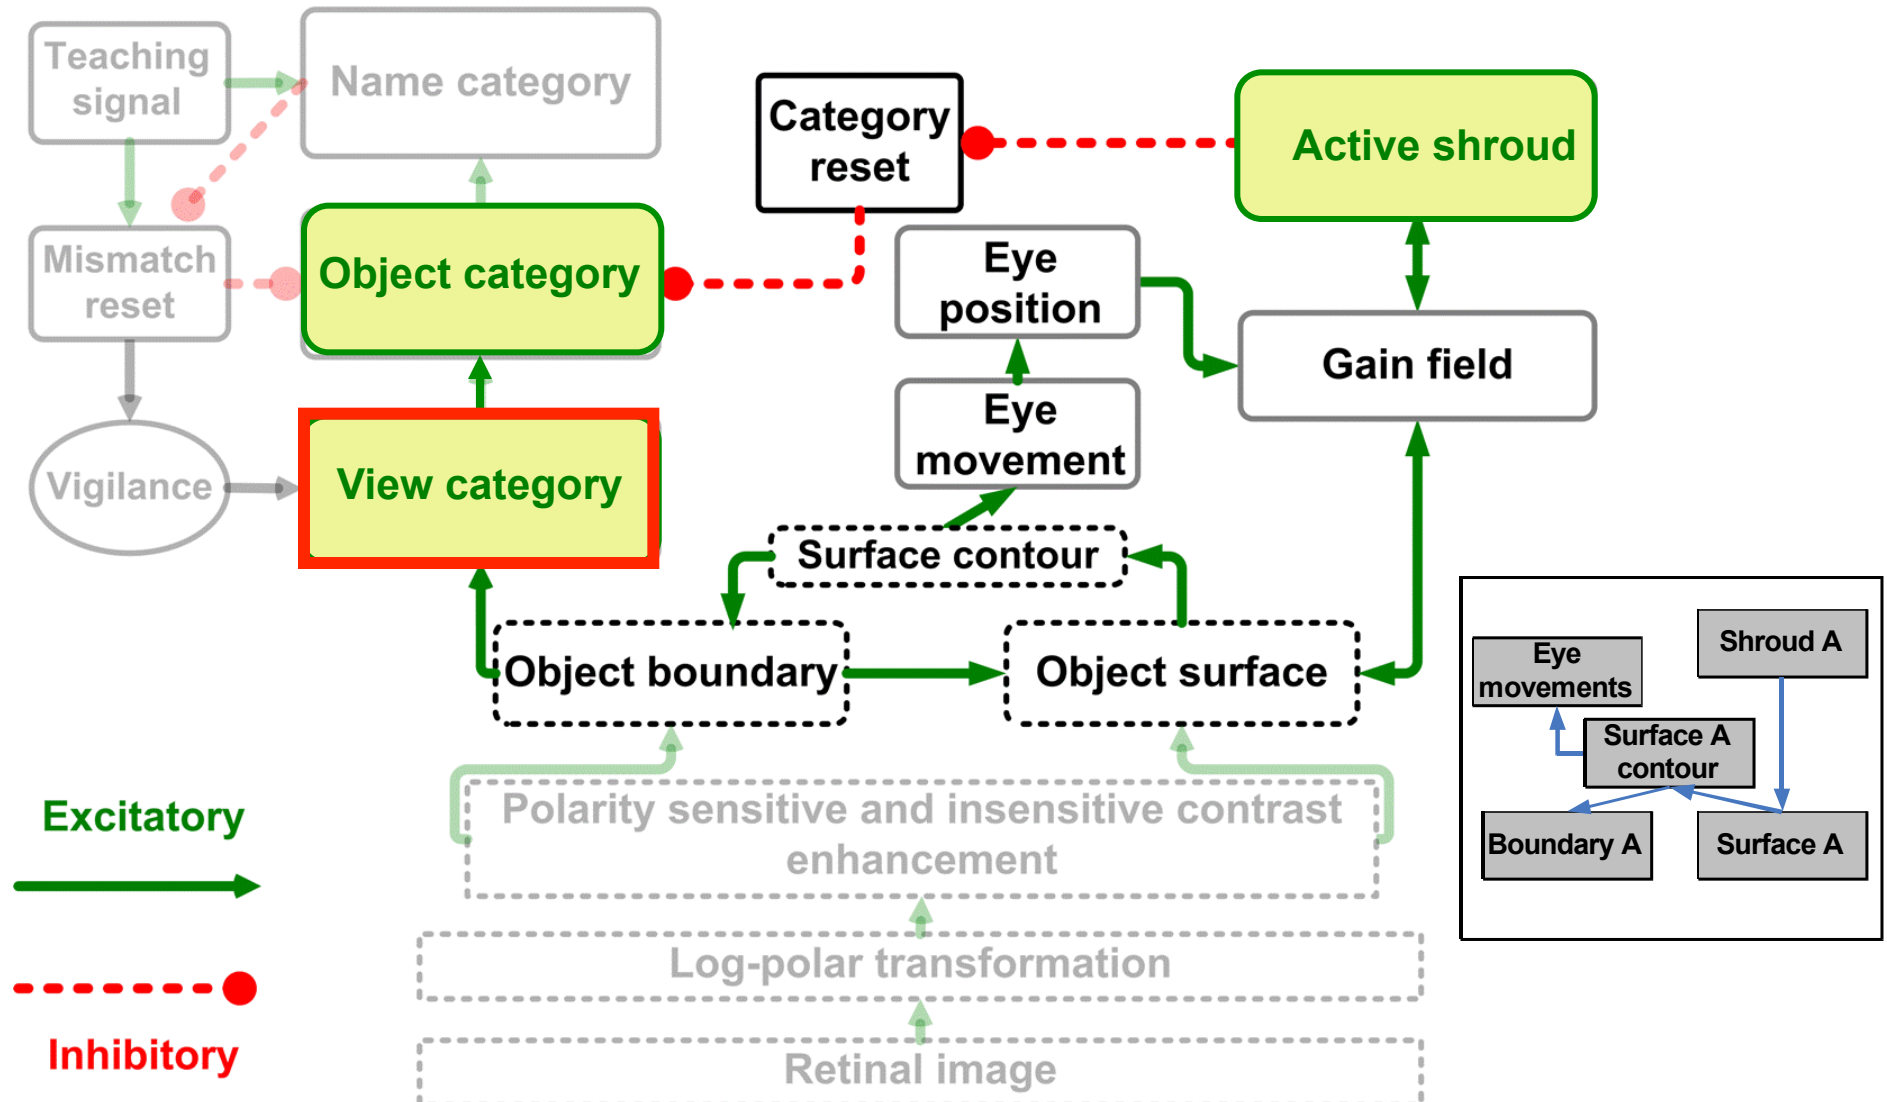 Teaching
signal
Name category
Category
reset
Active shroud
Mismatch
reset
Object category
Eye
position
Gain field
Eye
movement
Vigilance
View category
Surface contour
Object boundary
Object surface
Eye
movements
Shroud A
Surface A
contour
Boundary A
Surface A
Polarity sensitive and insensitive contrast
enhancement
Excitatory
Log-polar transformation
Inhibitory
Retinal image